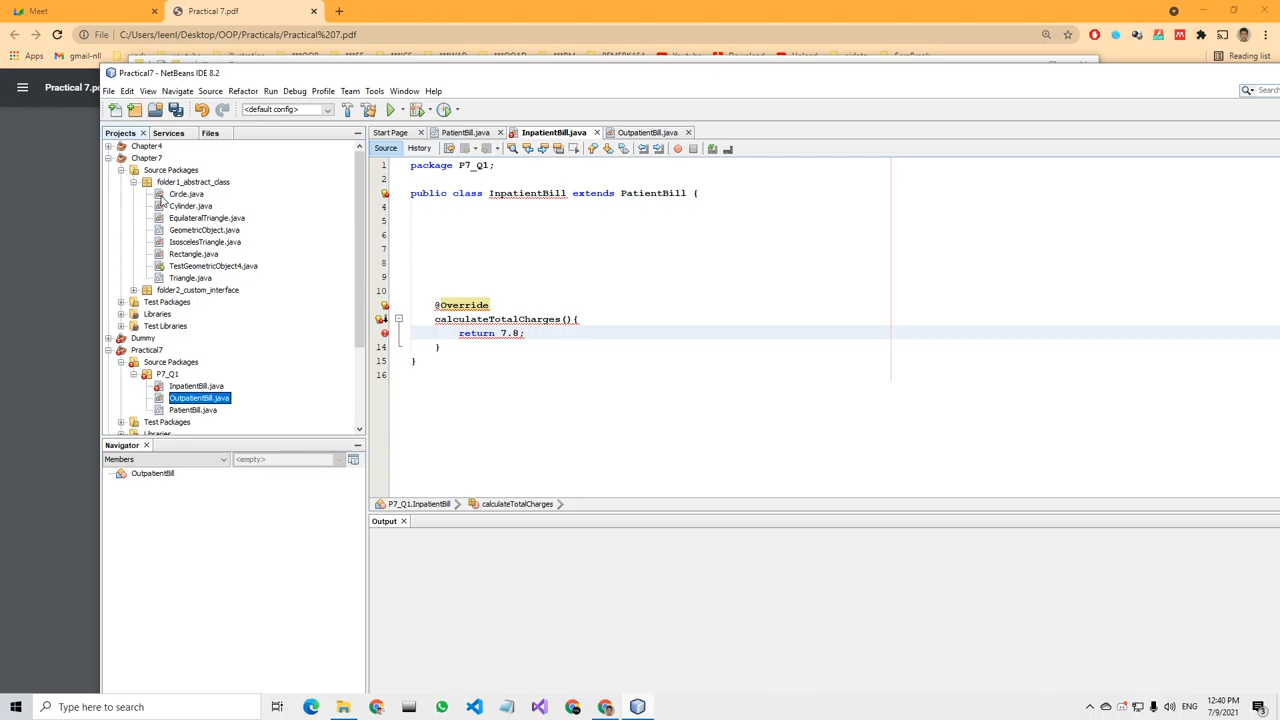 Meet
Practical 7.pdf
File C:/Users/leenl/Desktop/OOP/Practicals/Practical%207.pdf
Apps gmail-nll Reading list
Practical 7.p
Practical7 - NetBeans IDE 8.2
File Edit View Navigate Source Refactor Run Debug Profile Team Tools Window Help
<default config>
Searc
Projects Services Files
Start Page PatientBill.java InpatientBill.java OutpatientBill.java
Source History
Chapter4
Chapter7
Source Packages
folder1_abstract_class
Circle.java
Cylinder.java
EquilateralTriangle.java
GeometricObject.java
IsoscelesTriangle.java
Rectangle.java
TestGeometricObject4.java
Triangle.java
folder2_custom_interface
Test Packages
Libraries
Test Libraries
Dummy
Practical7
Source Packages
P7_Q1
InpatientBill.java
OutpatientBill.java
PatientBill.java
Test Packages
Libraries
1 package P7_Q1;
2
public class InpatientBill extends PatientBill {
4
5
6
7
8
9
10
@Override
calculateTotalCharges(){
return 7.8;
14 }
15 }
16
Navigator
Members <empty>
OutpatientBill
P7_Q1.InpatientBill calculateTotalCharges
Output
Type here to search
ENG
12:40 PM
7/9/2021
3